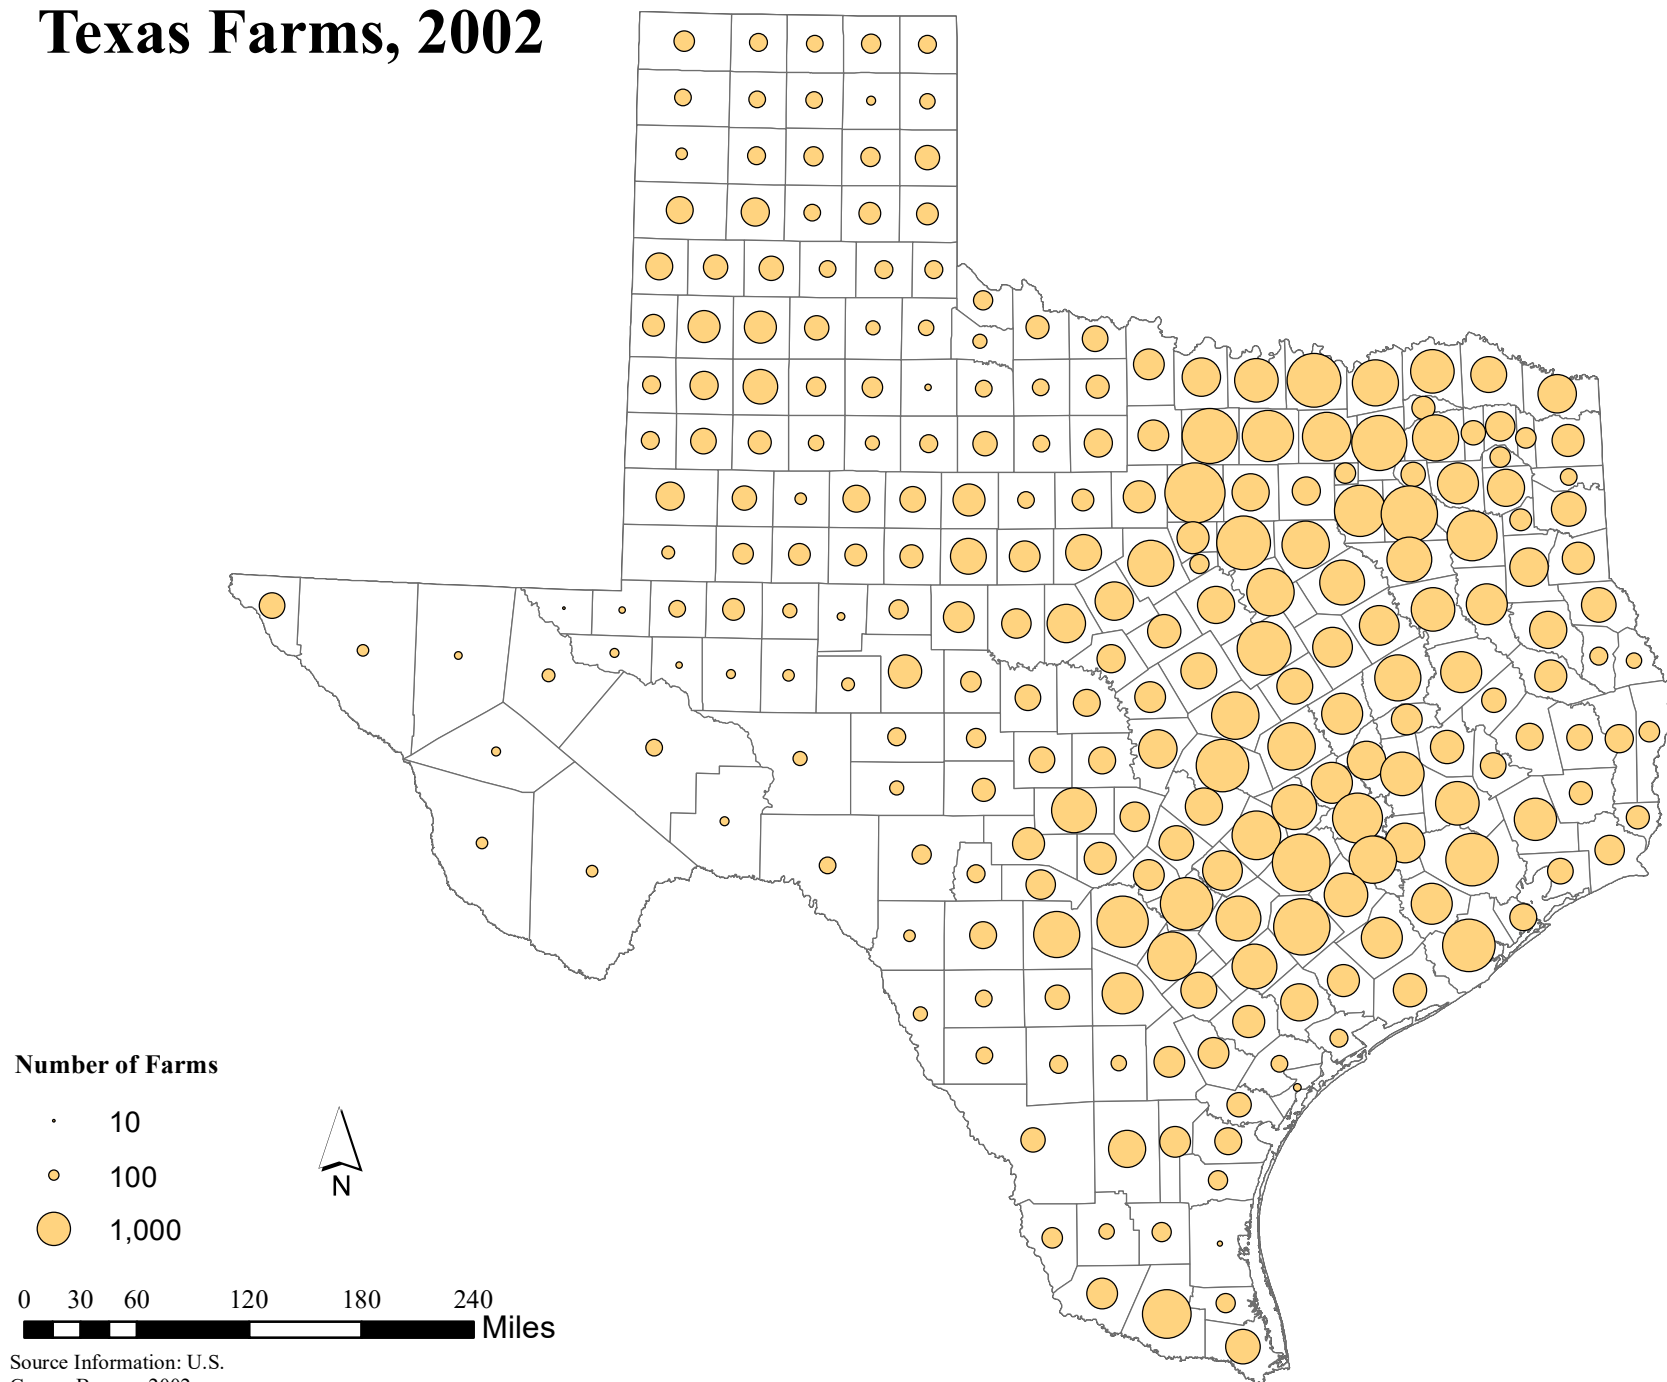 Texas Farms, 2002
Number of Farms
10
100
1,000
N
0 30 60 120 180 240
Miles
Source Information: U.S.